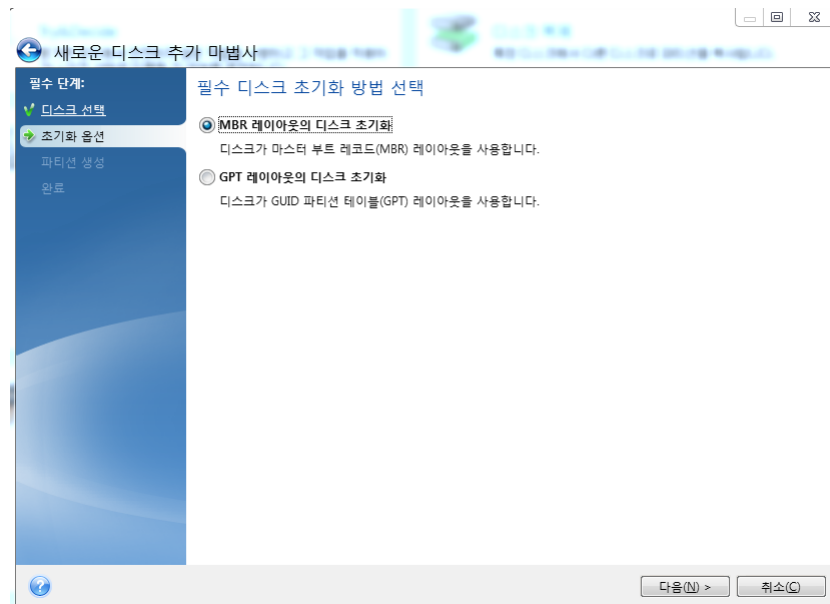 새로운 디스크 추가 마법사
필수 단계:
디스크 선택
초기화 옵션
파티션 생성
완료
필수 디스크 초기화 방법 선택
MBR 레이아웃의 디스크 초기화
디스크가 마스터 부트 레코드(MBR) 레이아웃을 사용합니다.
GPT 레이아웃의 디스크 초기화
디스크가 GUID 파티션 테이블(GPT) 레이아웃을 사용합니다.
다음(N) >
취소(C)